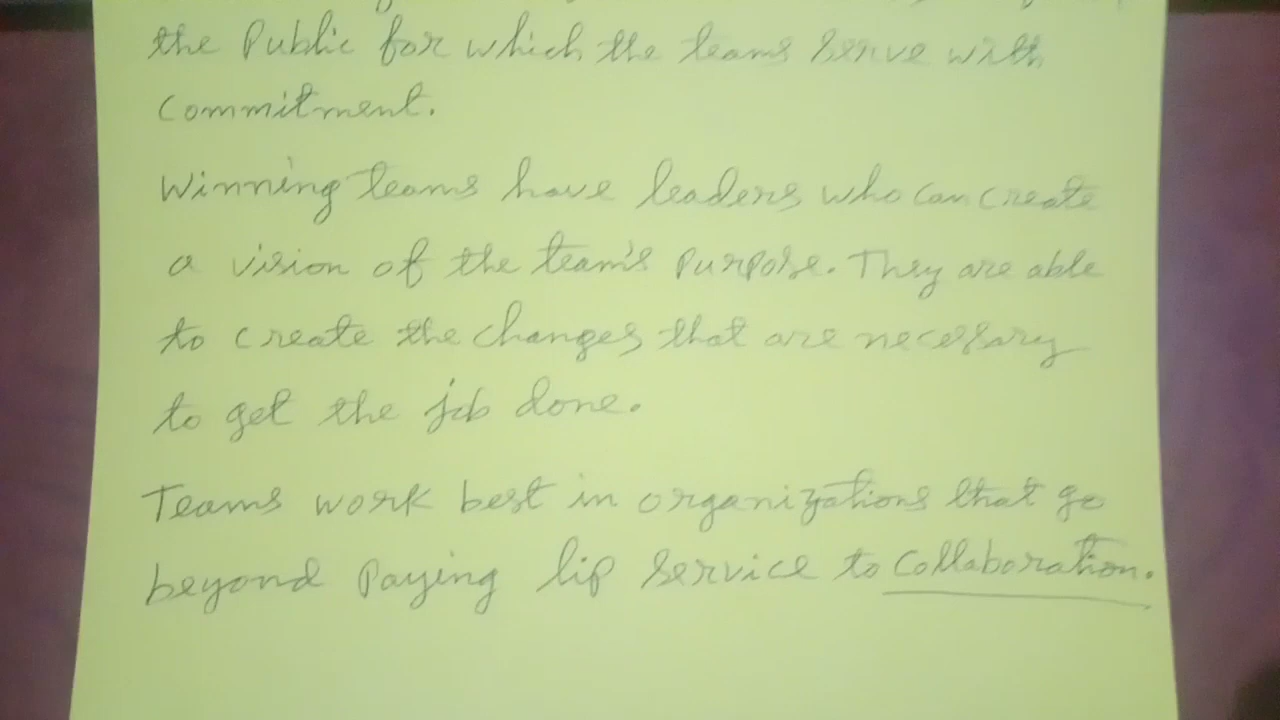 the Public for which the teams serve with
commitment.
Winning teams have leaders who can create
a vision of the team's purpose. They are able
to create the changes that are necessary
to get the job done.
Teams work best in organizations that go
beyond paying lip service to collaboration.